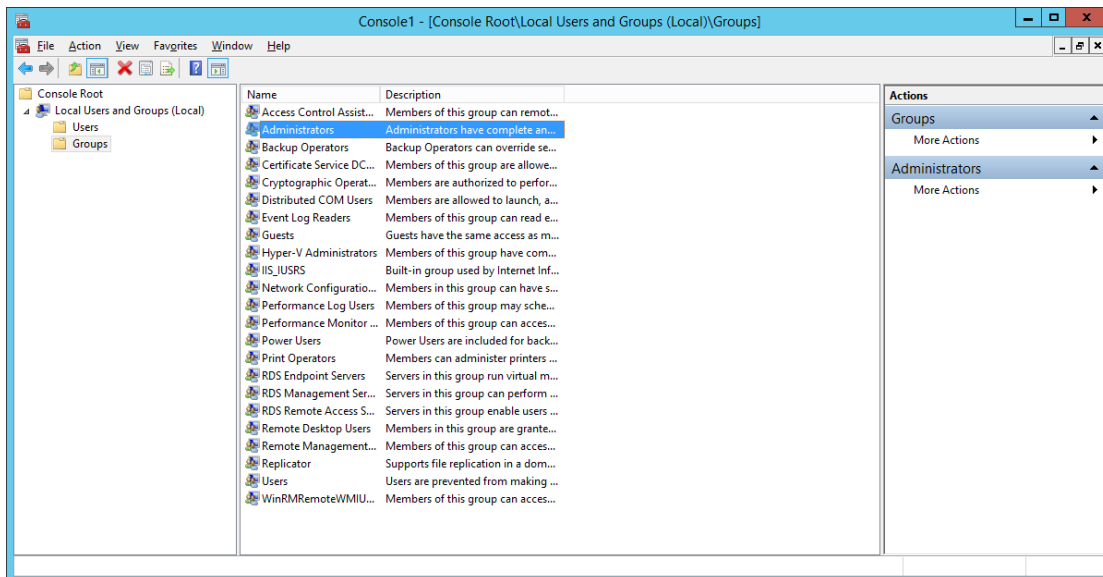 Console1 - [Console Root\Local Users and Groups (Local)\Groups]
File Action View Favorites Window Help
Console Root
Local Users and Groups (Local)
Users
Groups
Name Description
Access Control Assist... Members of this group can remot...
Administrators Administrators have complete an...
Backup Operators Backup Operators can override se...
Certificate Service DC... Members of this group are allowe...
Cryptographic Operat... Members are authorized to perfor...
Distributed COM Users Members are allowed to launch, a...
Event Log Readers Members of this group can read e...
Guests Guests have the same access as m...
Hyper-V Administrators Members of this group have com...
IIS_IUSRS Built-in group used by Internet Inf...
Network Configuratio... Members in this group can have s...
Performance Log Users Members of this group may sche...
Performance Monitor ... Members of this group can acces...
Power Users Power Users are included for back...
Print Operators Members can administer printers ...
RDS Endpoint Servers Servers in this group run virtual m...
RDS Management Ser... Servers in this group can perform ...
RDS Remote Access S... Servers in this group enable users ...
Remote Desktop Users Members in this group are grante...
Remote Management... Members of this group can acces...
Replicator Supports file replication in a dom...
Users Users are prevented from making ...
WinRMRemoteWMIU... Members of this group can acces...
Actions
Groups
More Actions
Administrators
More Actions